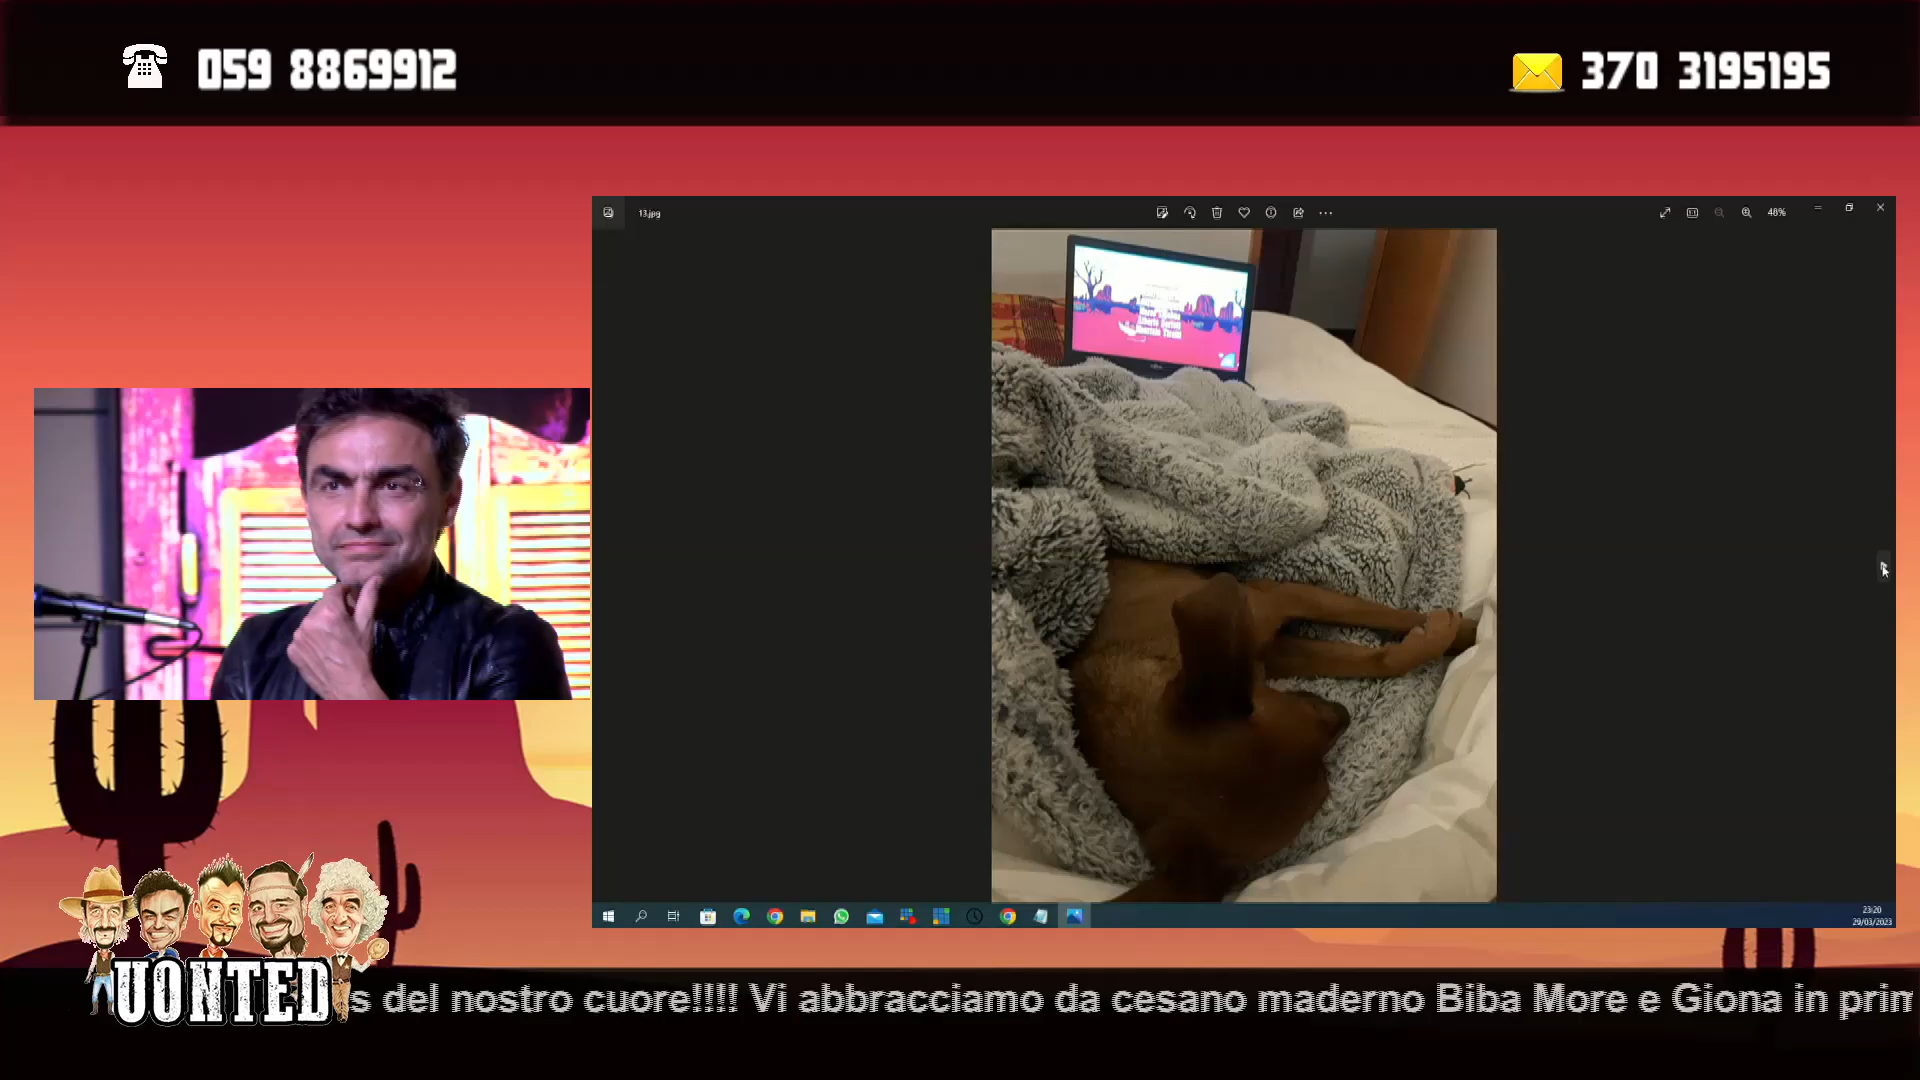 059 8869912
370 3195195
13.jpg
48%
23:20
29/03/2023
UONTED
s del nostro cuore!!!! Vi abbracciamo da cesano maderno Biba More e Giona in prim